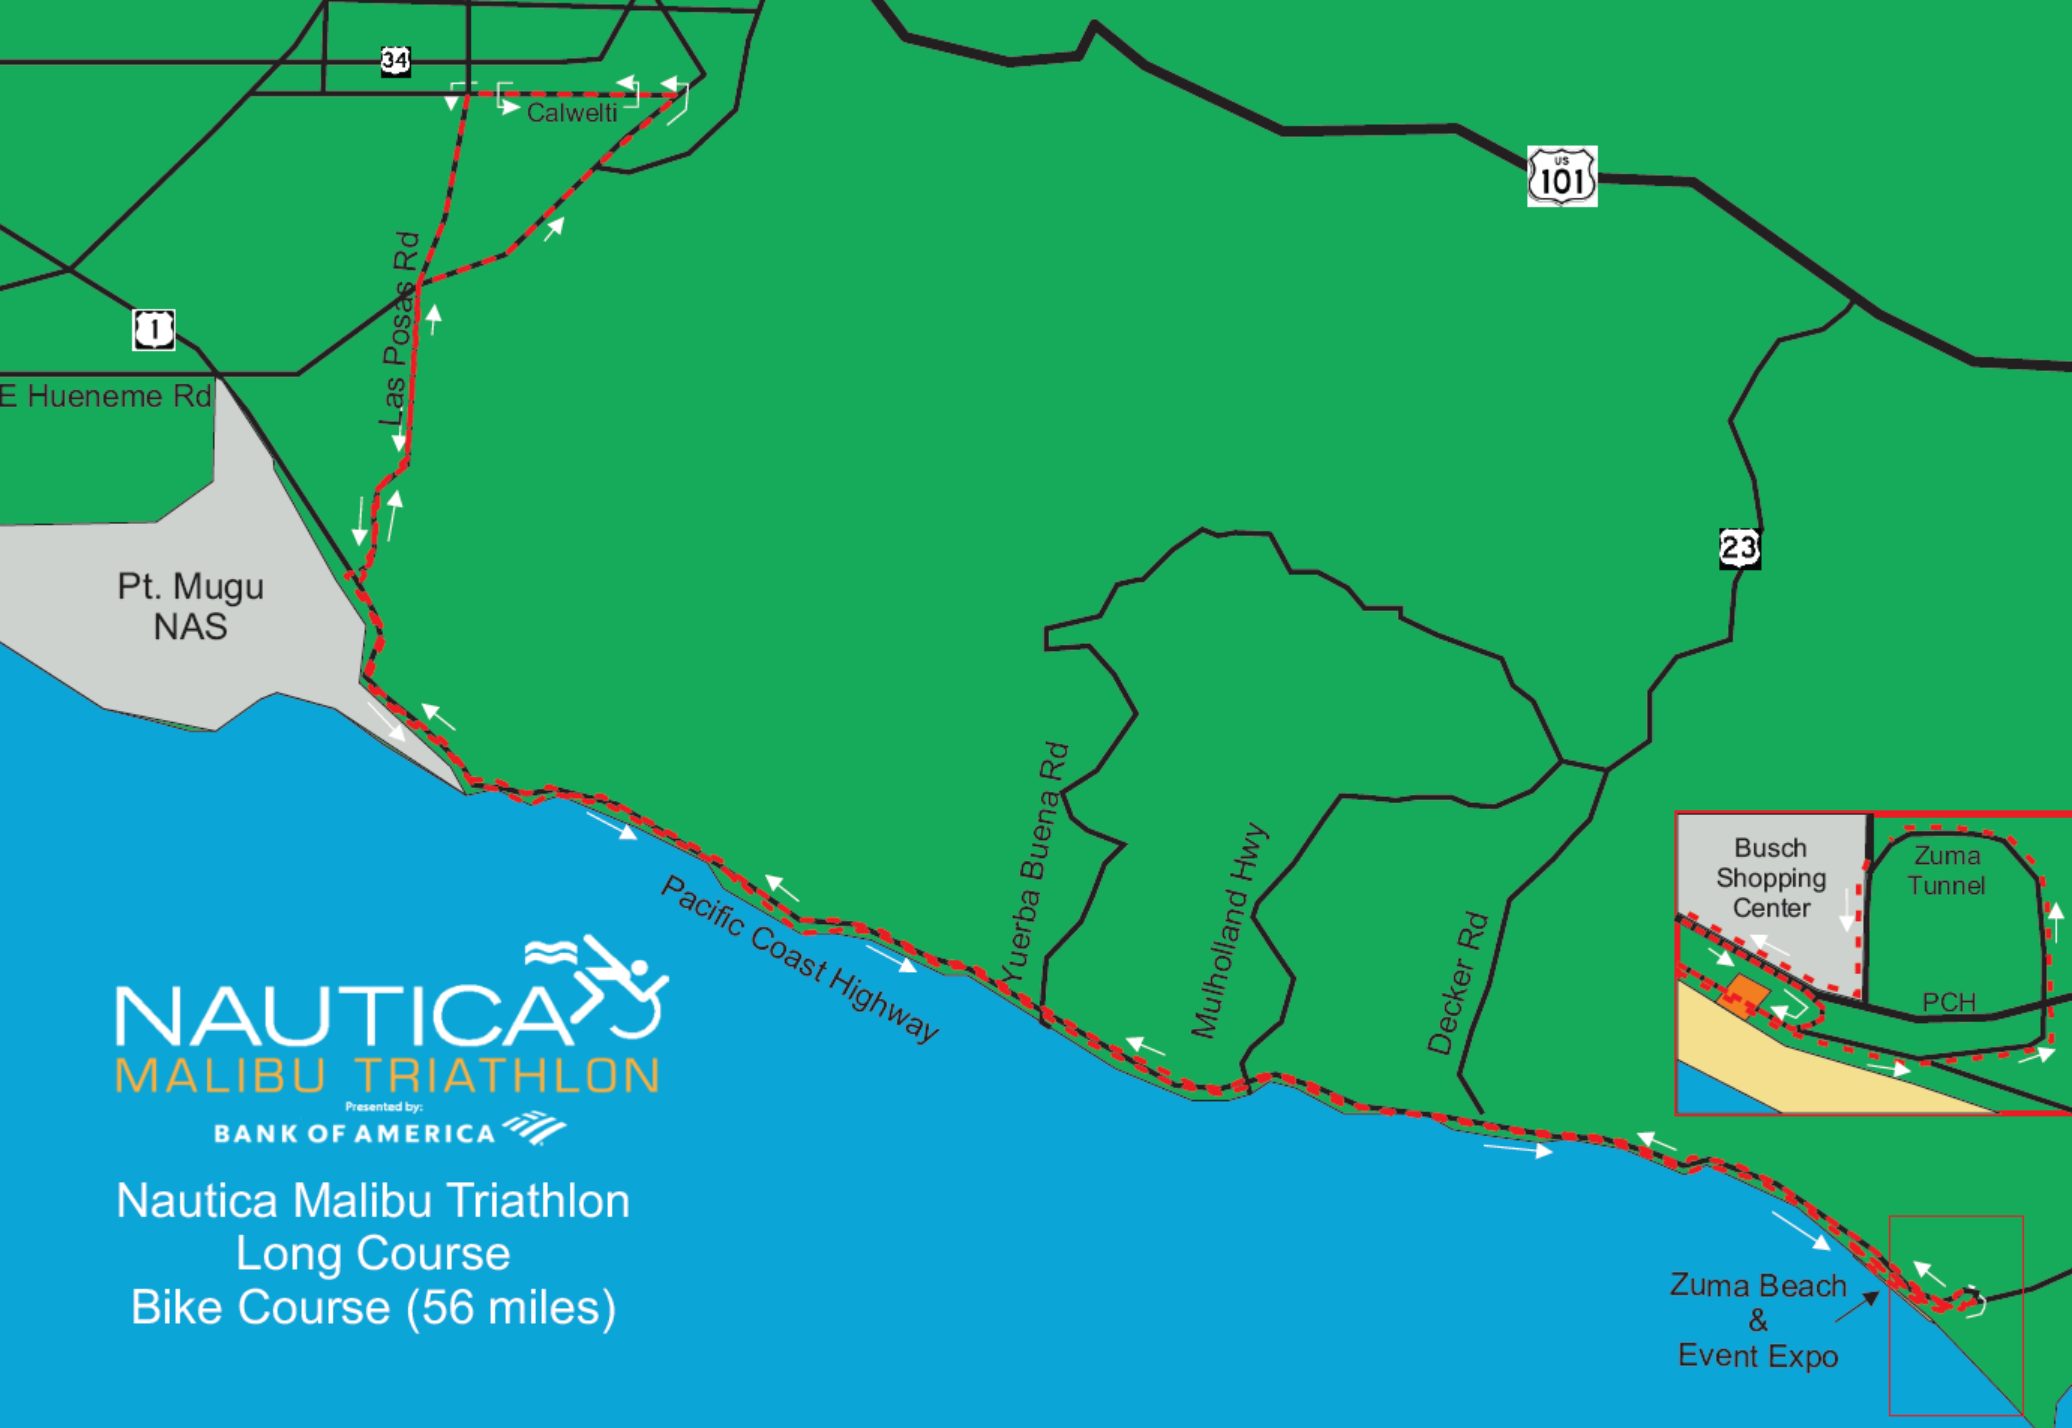 34
Calwelti
US
101
Las Posas Rd
1
E Hueneme Rd
Pt. Mugu
NAS
23
Yuerba Buena Rd
Mulholland Hwy
Decker Rd
Pacific Coast Highway
Busch
Shopping
Center
Zuma
Tunnel
PCH
NAUTICA
MALIBU TRIATHLON
Presented by:
BANK OF AMERICA
Nautica Malibu Triathlon
Long Course
Bike Course (56 miles)
Zuma Beach
&
Event Expo